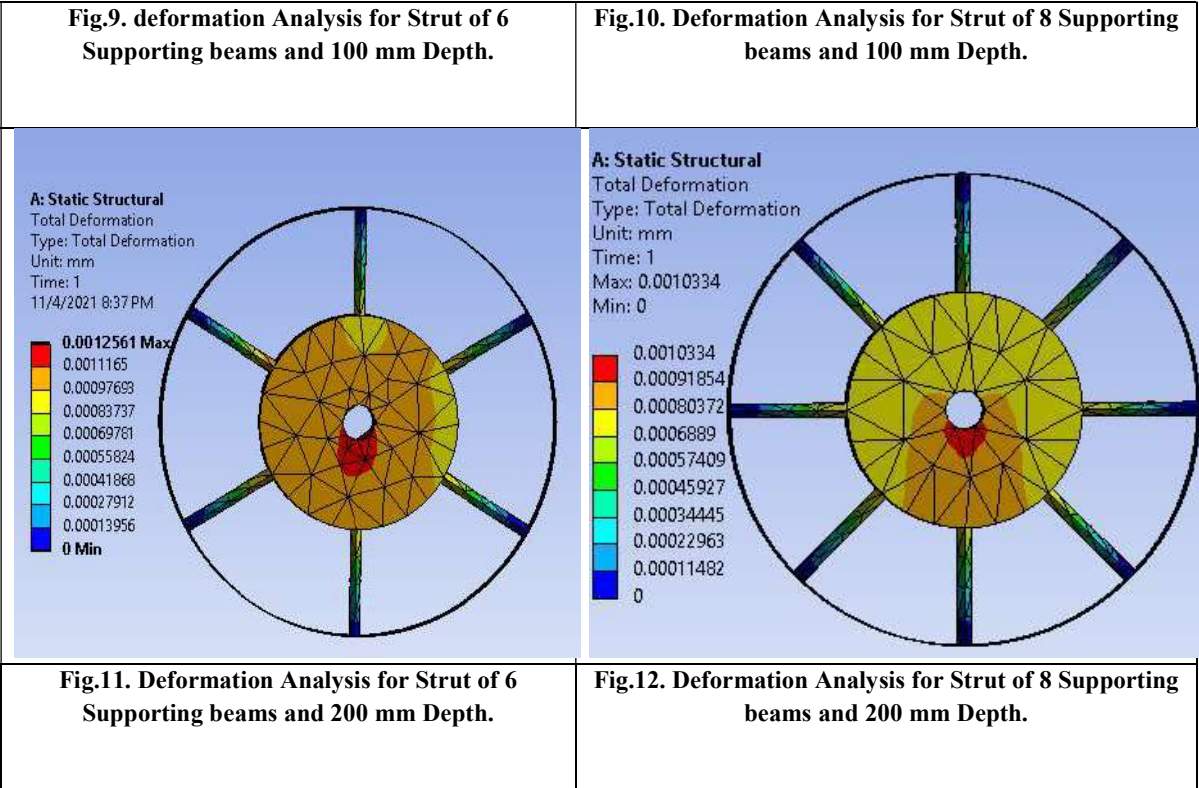 Fig.9. deformation Analysis for Strut of 6
Supporting beams and 100 mm Depth.
Fig.10. Deformation Analysis for Strut of 8 Supporting
beams and 100 mm Depth.
A: Static Structural
Total Deformation
Type: Total Deformation
Unit: mm
Time: 1
11/4/2021 8:37 PM
0.0012561 Max
0.0011165
0.00097693
0.00083737
0.00069781
0.00055824
0.00041868
0.00027912
0.00013956
0 Min
A: Static Structural
Total Deformation
Type: Total Deformation
Unit: mm
Time: 1
Max: 0.0010334
Min: 0
0.0010334
0.00091854
0.00080372
0.0006889
0.00057409
0.00045927
0.00034445
0.00022963
0.00011482
0
Fig.11. Deformation Analysis for Strut of 6
Supporting beams and 200 mm Depth.
Fig.12. Deformation Analysis for Strut of 8 Supporting
beams and 200 mm Depth.